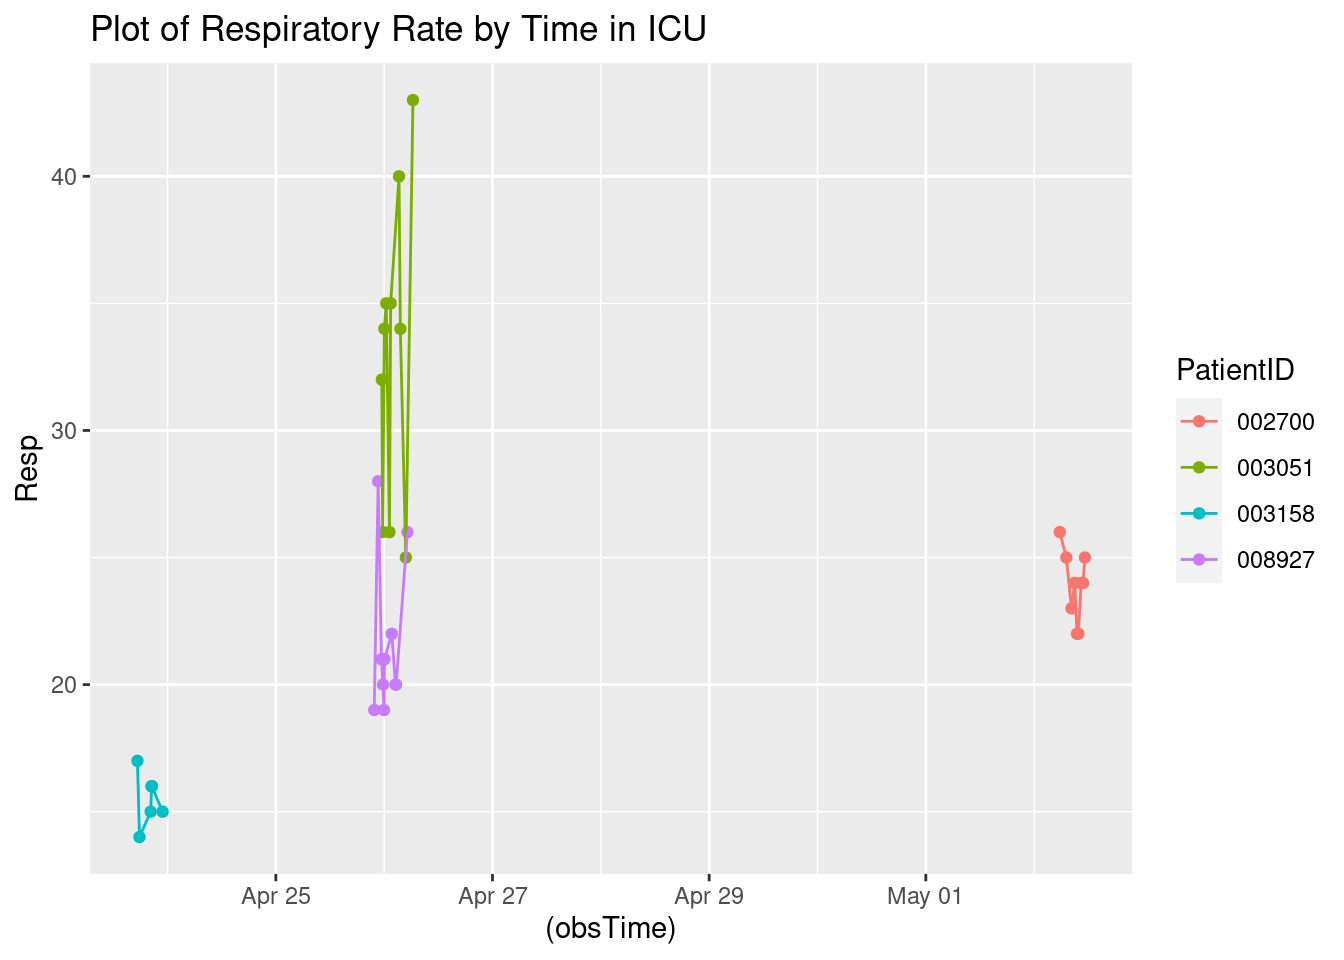 Plot of Respiratory Rate by Time in ICU
40
30
20
Resp
Apr 25
Apr 27
Apr 29
May 01
(obsTime)
PatientID
002700
003051
003158
008927